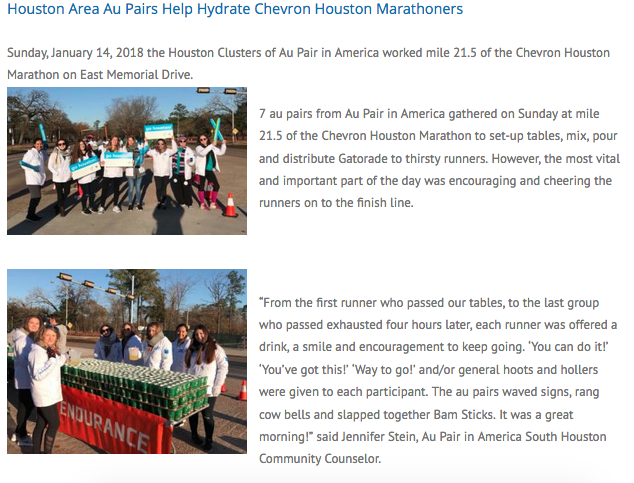 Houston Area Au Pairs Help Hydrate Chevron Houston Marathoners
Sunday, January 14, 2018 the Houston Clusters of Au Pair in America worked mile 21.5 of the Chevron Houston
Marathon on East Memorial Drive.
7 au pairs from Au Pair in America gathered on Sunday at mile
21.5 of the Chevron Houston Marathon to set-up tables, mix, pour
and distribute Gatorade to thirsty runners. However, the most vital
and important part of the day was encouraging and cheering the
runners on to the finish line.
ENDURANCE
“From the first runner who passed our tables, to the last group
who passed exhausted four hours later, each runner was offered a
drink, a smile and encouragement to keep going. ‘You can do it!’
‘You’ve got this!’ ‘Way to go!’ and/or general hoots and hollers
were given to each participant. The au pairs waved signs, rang
cow bells and slapped together Bam Sticks. It was a great
morning!” said Jennifer Stein, Au Pair in America South Houston
Community Counselor.